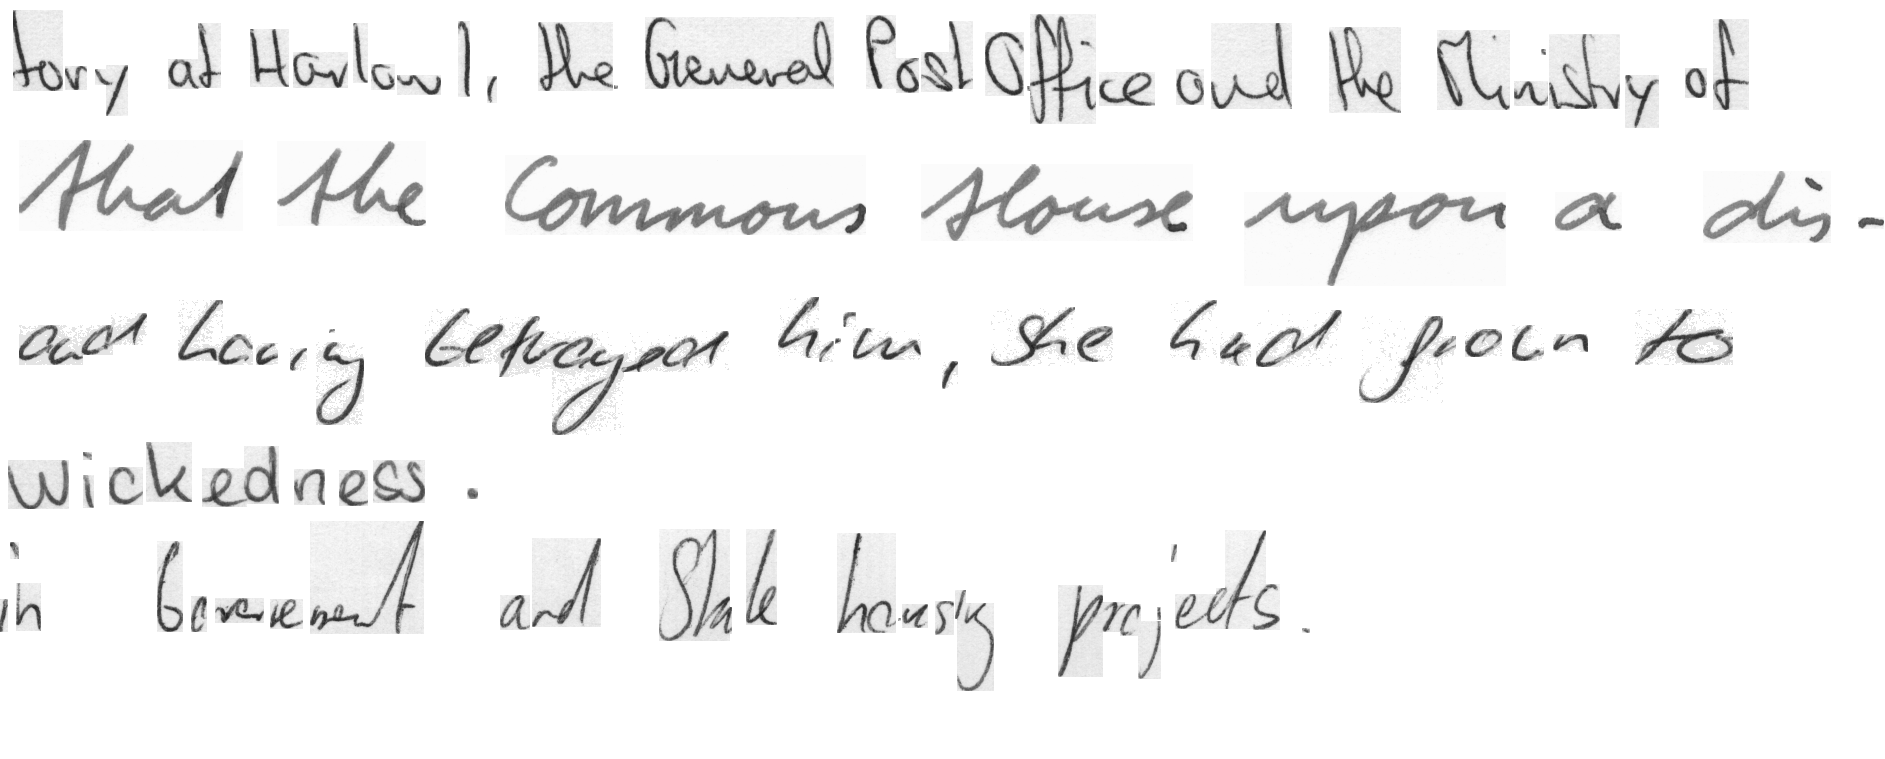 tory at Harlow 1, the General Post Office and the Ministry of
that the Commons House upon a dis-
and having betrayed him, she had grown to
wickedness.
in Government and State housing projects.